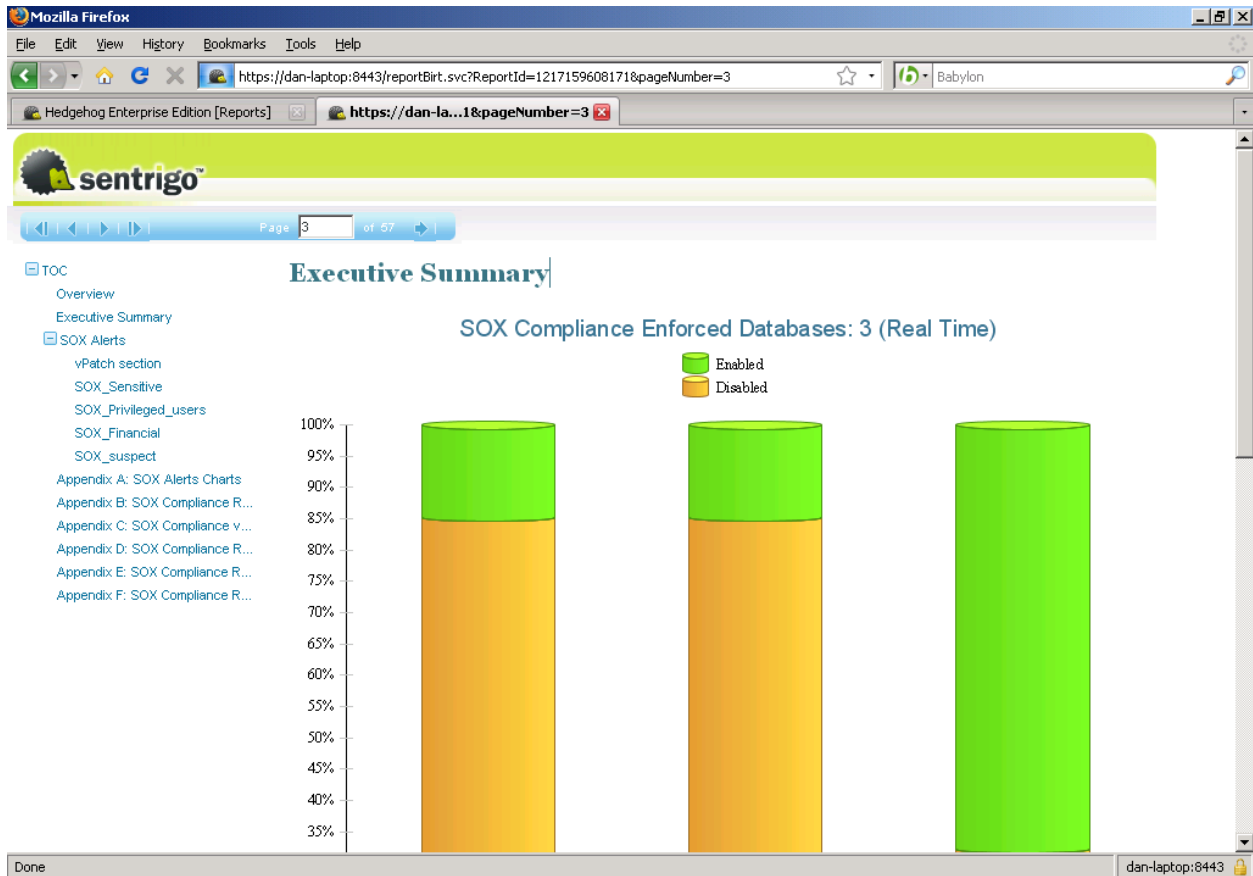 Mozilla Firefox
File Edit View History Bookmarks Tools Help
https://dan-laptop:8443/reportBirt.svc?ReportId=1217159608171&pageNumber=3
Babylon
Hedgehog Enterprise Edition [Reports]
https://dan-la...1&pageNumber=3
sentrigo™
Page 3 of 57
TOC
Overview
Executive Summary
SOX Alerts
vPatch section
SOX_Sensitive
SOX_Privileged_users
SOX_Financial
SOX_suspect
Appendix A: SOX Alerts Charts
Appendix B: SOX Compliance R...
Appendix C: SOX Compliance v...
Appendix D: SOX Compliance R...
Appendix E: SOX Compliance R...
Appendix F: SOX Compliance R...
Executive Summary
SOX Compliance Enforced Databases: 3 (Real Time)
Enabled
Disabled
100%
95%
90%
85%
80%
75%
70%
65%
60%
55%
50%
45%
40%
35%
Done
dan-laptop:8443